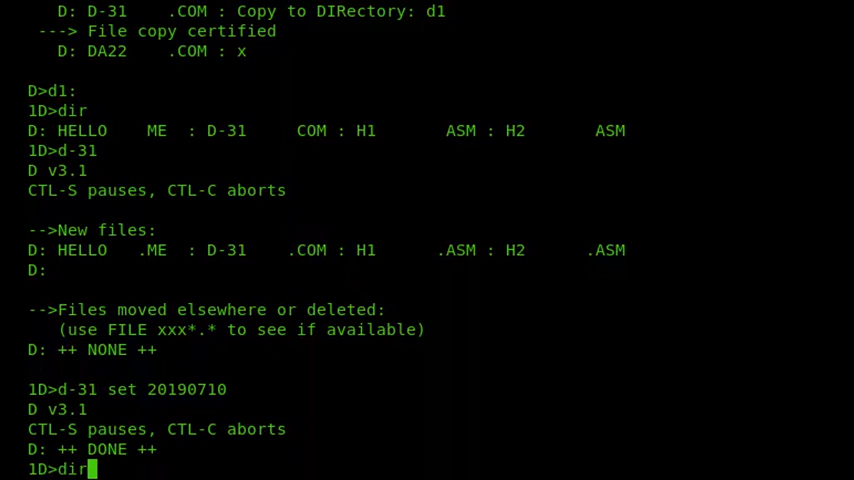 D: D-31    .COM : Copy to DIRectory: d1
---> File copy certified
D: DA22    .COM : x
D>d1:
1D>dir
D: HELLO    ME  : D-31     COM : H1       ASM : H2       ASM
1D>d-31
D v3.1
CTL-S pauses, CTL-C aborts
-->New files:
D: HELLO   .ME  : D-31    .COM : H1      .ASM : H2      .ASM
D:
-->Files moved elsewhere or deleted:
(use FILE xxx*.* to see if available)
D: ++ NONE ++
1D>d-31 set 20190710
D v3.1
CTL-S pauses, CTL-C aborts
D: ++ DONE ++
1D>dir